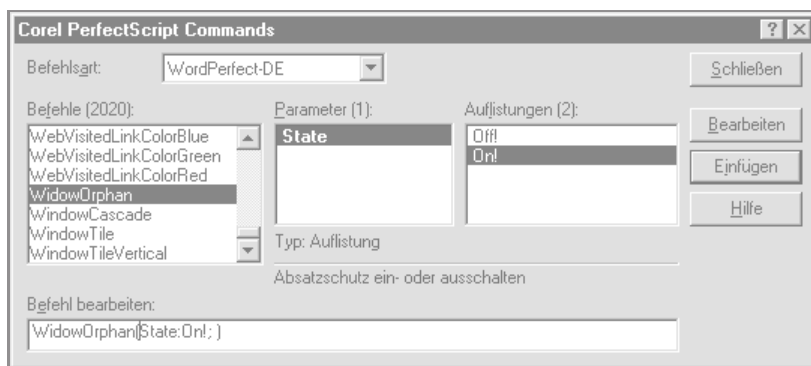 Corel PerfectScript Commands
Befehlsart: WordPerfect-DE
Schließen
Befehle (2020): Parameter (1): Auflistungen (2):
WebVisitedLinkColorBlue State Off!
WebVisitedLinkColorGreen On!
WebVisitedLinkColorRed
WidowOrphan
WindowCascade
WindowTile
WindowTileVertical
Bearbeiten
Einfügen
Hilfe
Typ: Auflistung
Absatzschutz ein- oder ausschalten
Befehl bearbeiten:
WidowOrphan(State:On!; )